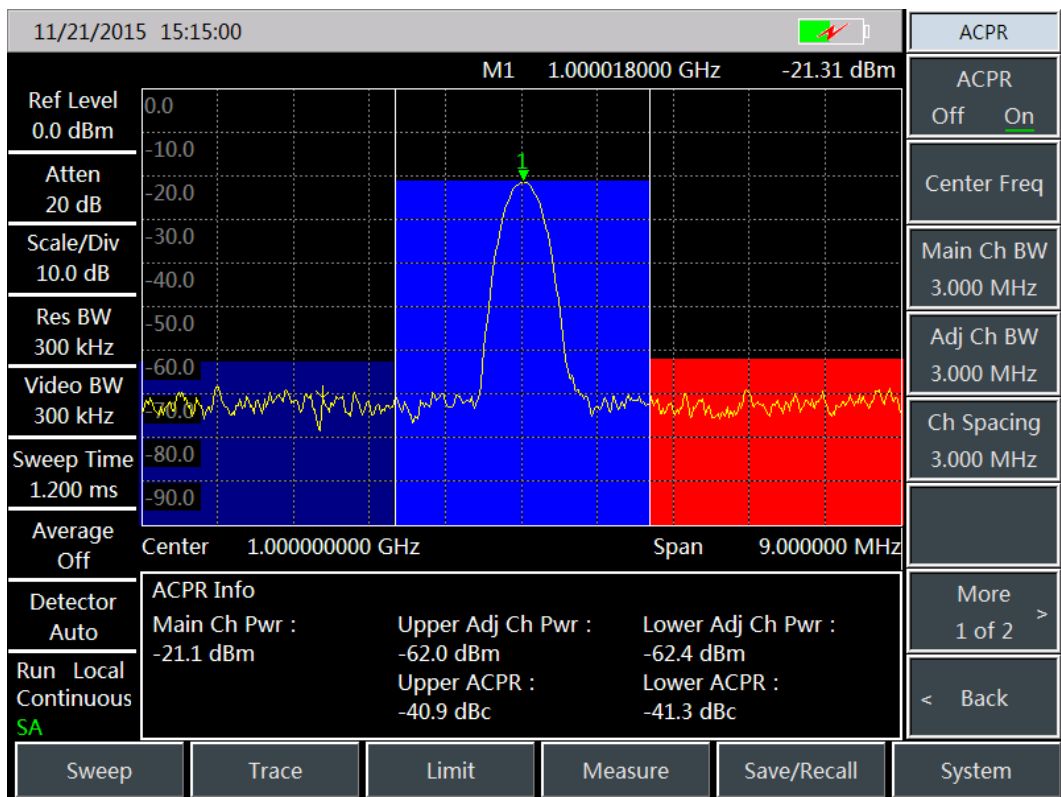 11/21/2015 15:15:00
M1 1.000018000 GHz -21.31 dBm
Ref Level
0.0 dBm
Atten
20 dB
Scale/Div
10.0 dB
Res BW
300 kHz
Video BW
300 kHz
Sweep Time
1.200 ms
Average
Off
Detector
Auto
Run Local
Continuous
SA
0.0
-10.0
-20.0
-30.0
-40.0
-50.0
-60.0
-70.0
-80.0
-90.0
1
Center 1.000000000 GHz Span 9.000000 MHz
ACPR Info
Main Ch Pwr : Upper Adj Ch Pwr : Lower Adj Ch Pwr :
-21.1 dBm -62.0 dBm -62.4 dBm
Upper ACPR : Lower ACPR :
-40.9 dBc -41.3 dBc
ACPR
ACPR
Off On
Center Freq
Main Ch BW
3.000 MHz
Adj Ch BW
3.000 MHz
Ch Spacing
3.000 MHz
More
1 of 2 >
< Back
Sweep Trace Limit Measure Save/Recall System